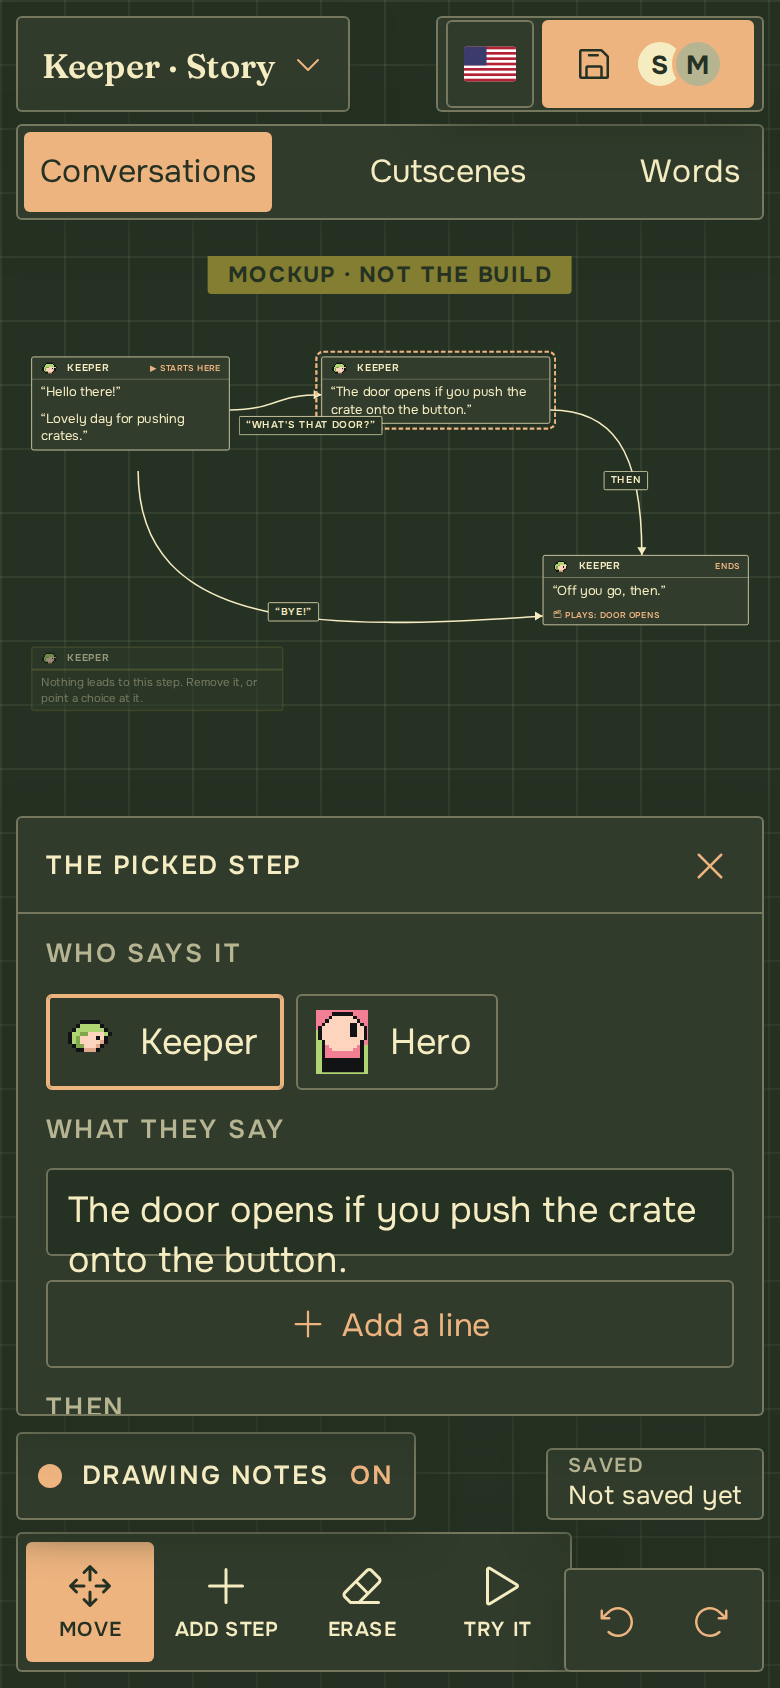 Keeper · Story
S M
Conversations Cutscenes Words
MOCKUP · NOT THE BUILD
KEEPER ▶ STARTS HERE
“Hello there!”
“Lovely day for pushing
crates.”
KEEPER
“The door opens if you push the
crate onto the button.”
“WHAT'S THAT DOOR?”
THEN
KEEPER ENDS
“Off you go, then.”
PLAYS: DOOR OPENS
“BYE!”
KEEPER
Nothing leads to this step. Remove it, or
point a choice at it.
THE PICKED STEP
WHO SAYS IT
Keeper Hero
WHAT THEY SAY
The door opens if you push the crate
onto the button.
Add a line
THEN
DRAWING NOTES ON
SAVED
Not saved yet
MOVE ADD STEP ERASE TRY IT